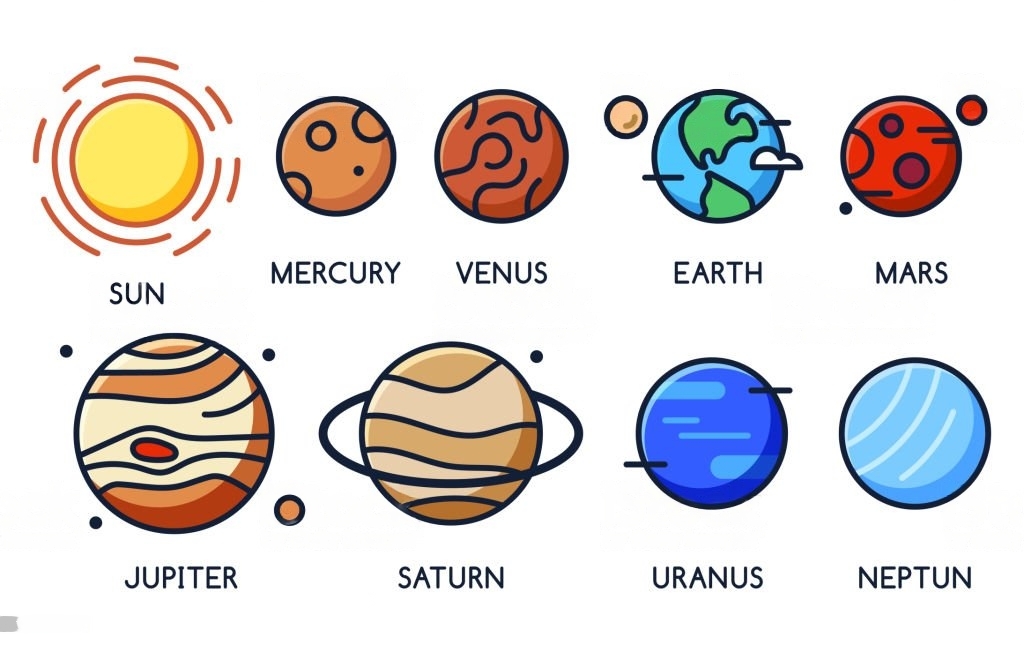 SUN
MERCURY
VENUS
EARTH
MARS
JUPITER
SATURN
URANUS
NEPTUN